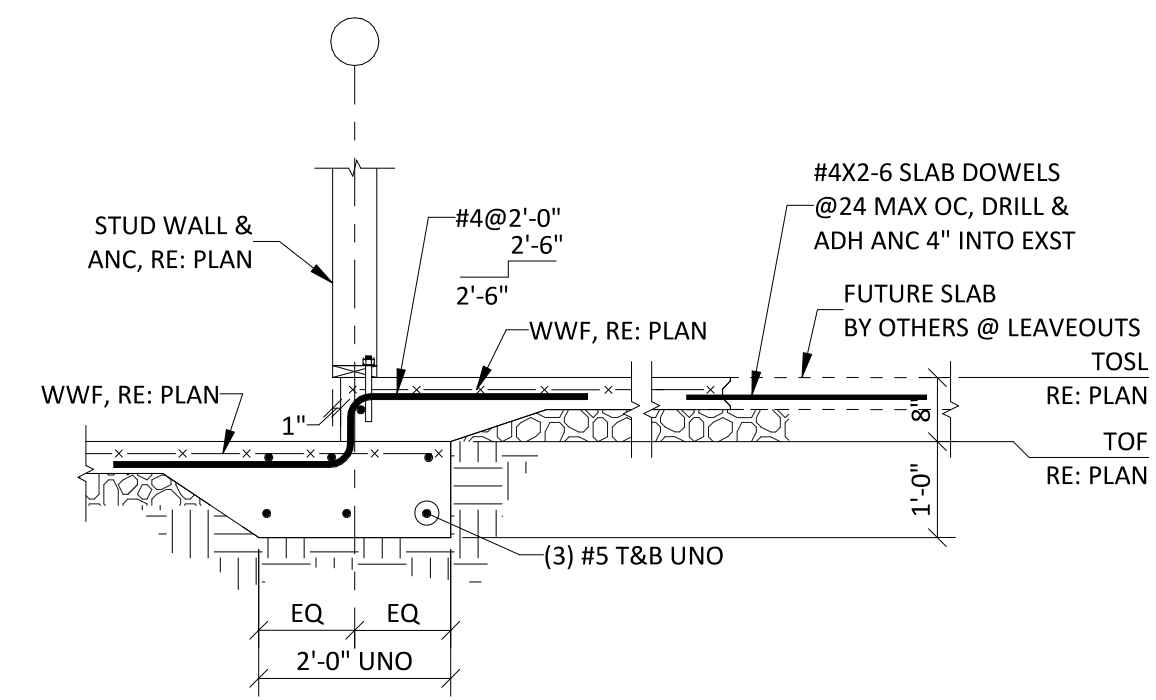 #4X2-6 SLAB DOWELS
@24 MAX OC, DRILL &
ADH ANC 4" INTO EXST
STUD WALL &
ANC, RE: PLAN
#4@2'-0"
2'-6"
2'-6"
FUTURE SLAB
BY OTHERS @ LEAVEOUTS
WWF, RE: PLAN
TOSL
RE: PLAN
WWF, RE: PLAN
1"
8"
TOF
RE: PLAN
1'-0"
(3) #5 T&B UNO
EQ
EQ
2'-0" UNO